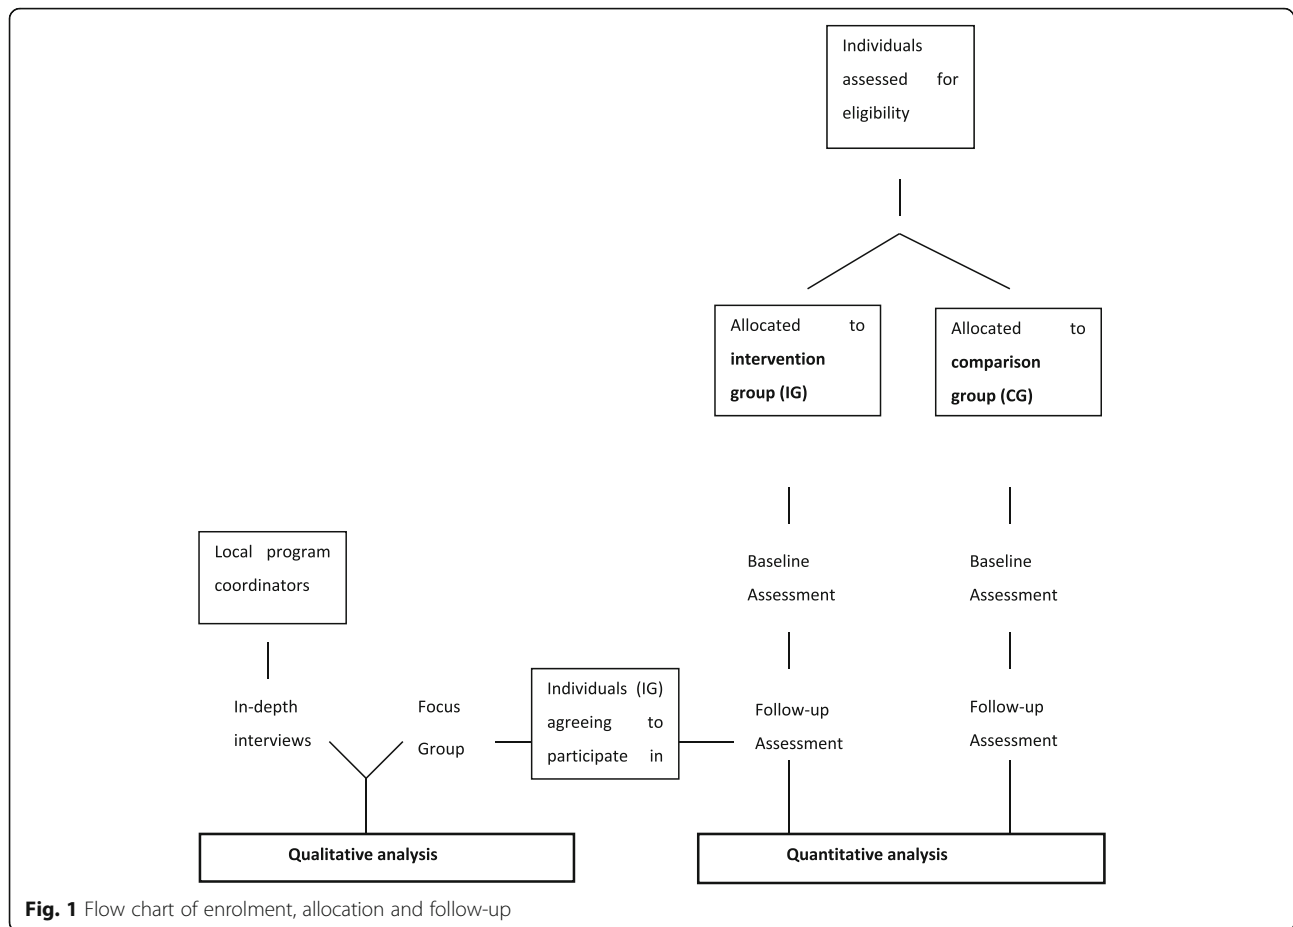 Individuals
assessed for
eligibility
Allocated to
intervention
group (IG)
Allocated to
comparison
group (CG)
Baseline
Assessment
Baseline
Assessment
Local program
coordinators
In-depth
interviews
Focus
Group
Individuals (IG)
agreeing to
participate in
Follow-up
Assessment
Follow-up
Assessment
Qualitative analysis
Quantitative analysis
Fig. 1 Flow chart of enrolment, allocation and follow-up